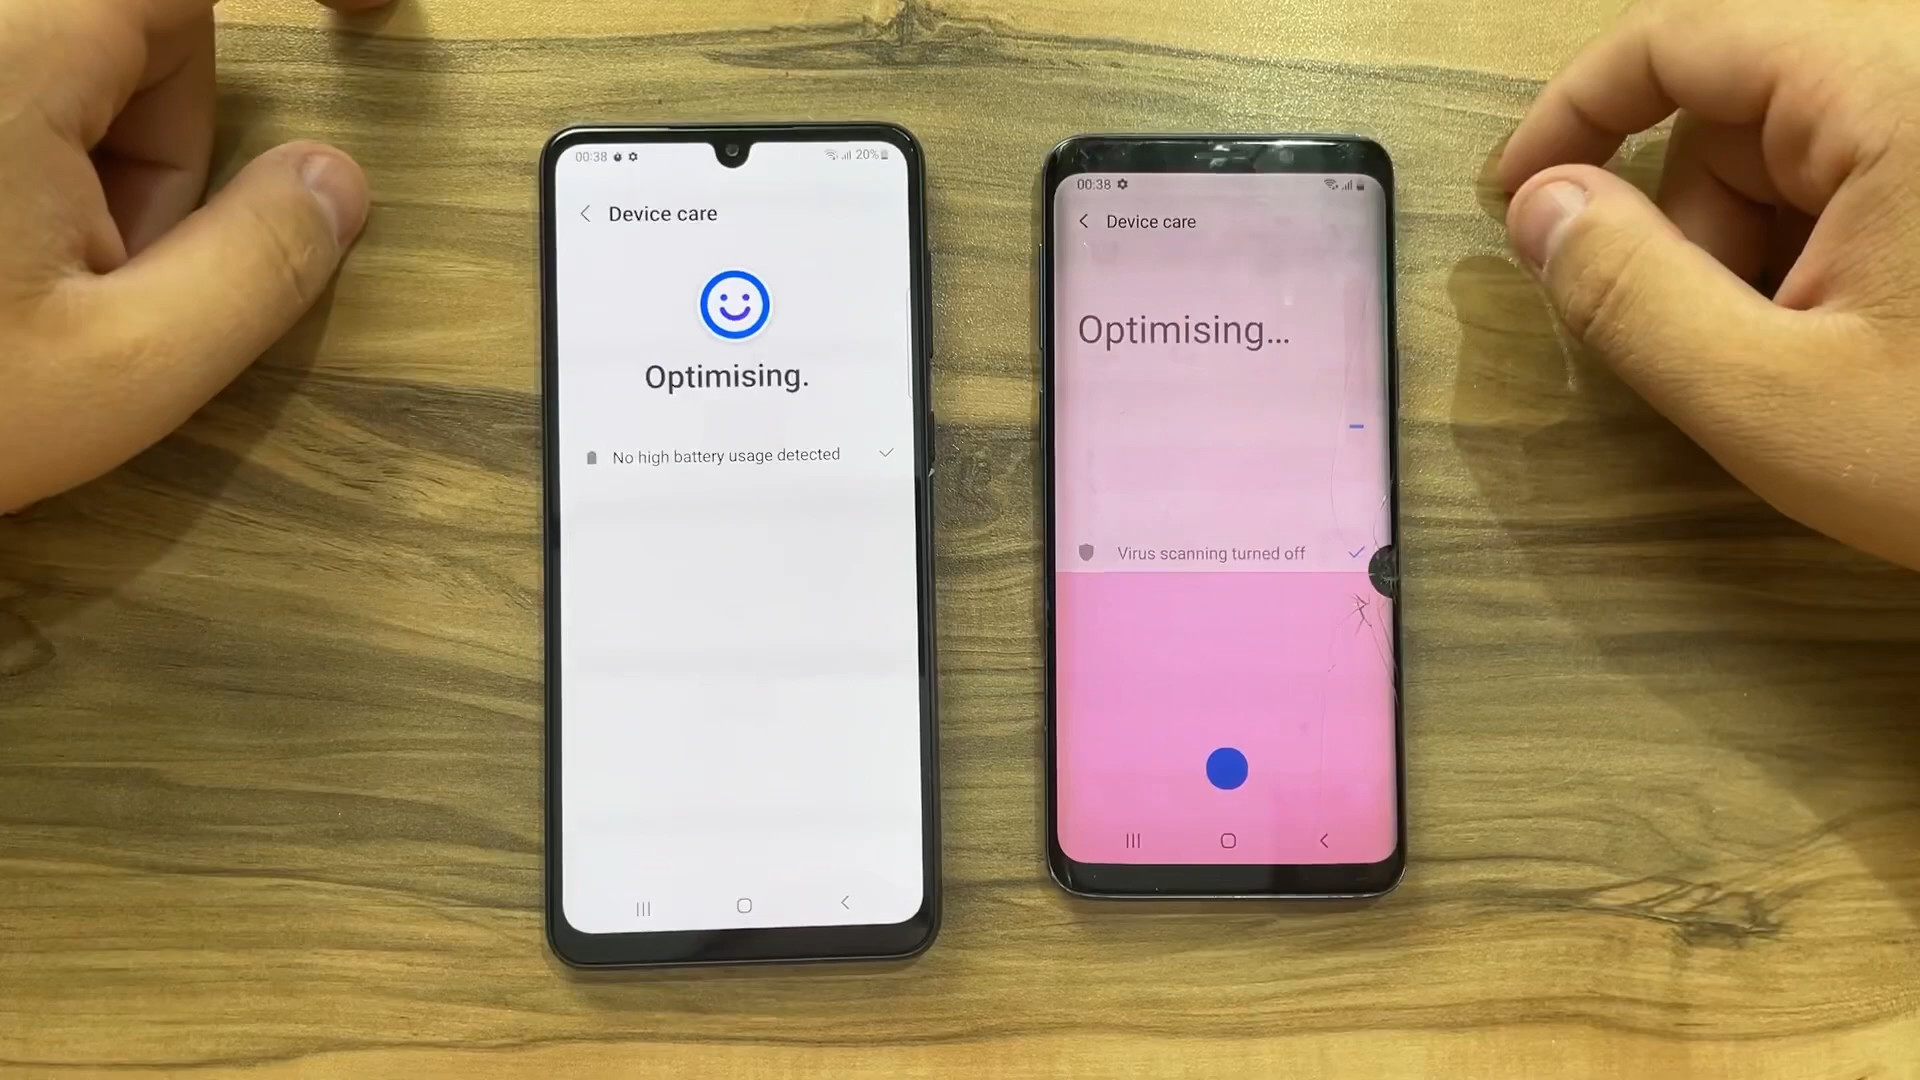 00:38
20%
Device care
Optimising.
No high battery usage detected
00:38
Device care
Optimising...
Virus scanning turned off